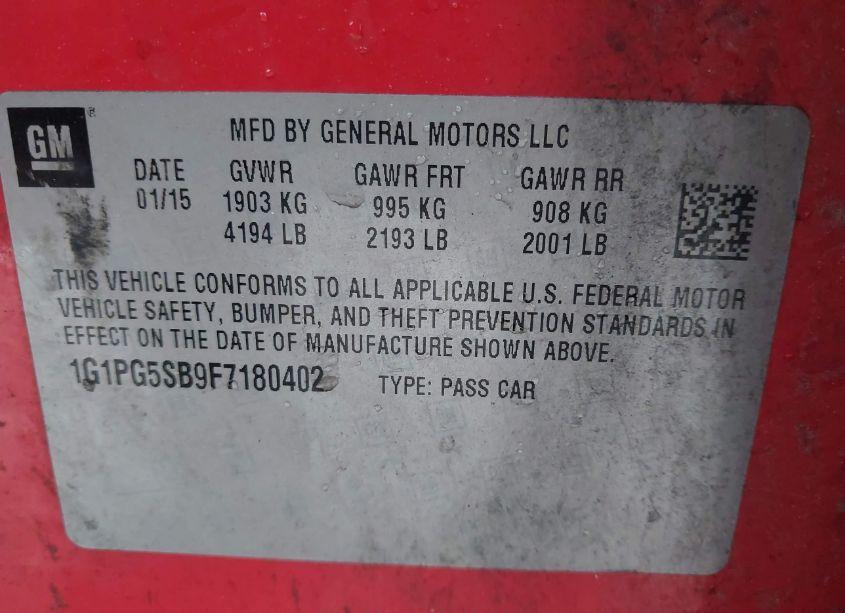 GM ®
MFD BY GENERAL MOTORS LLC
DATE GVWR GAWR FRT GAWR RR
01/15 1903 KG 995 KG 908 KG
4194 LB 2193 LB 2001 LB
THIS VEHICLE CONFORMS TO ALL APPLICABLE U.S. FEDERAL MOTOR
VEHICLE SAFETY, BUMPER, AND THEFT PREVENTION STANDARDS IN
EFFECT ON THE DATE OF MANUFACTURE SHOWN ABOVE.
1G1PG5SB9F7180402 TYPE: PASS CAR